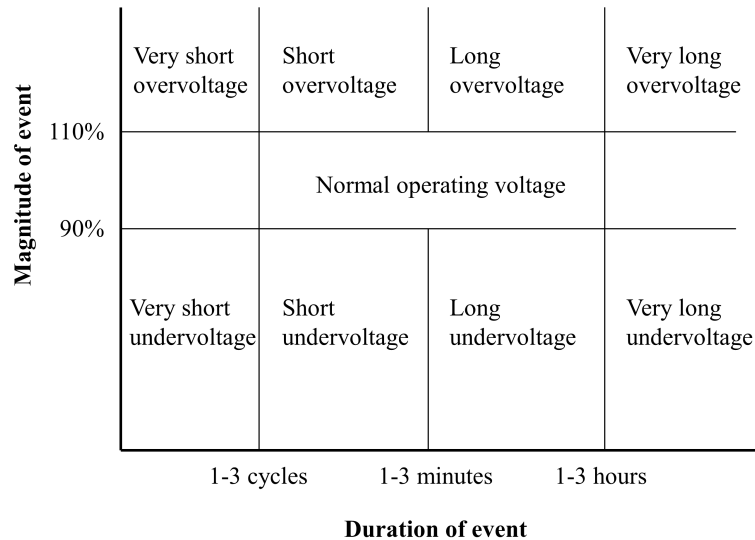 Very short
overvoltage
Short
overvoltage
Long
overvoltage
Very long
overvoltage
Magnitude of event
110%
Normal operating voltage
90%
Very short
undervoltage
Short
undervoltage
Long
undervoltage
Very long
undervoltage
1-3 cycles
1-3 minutes
1-3 hours
Duration of event